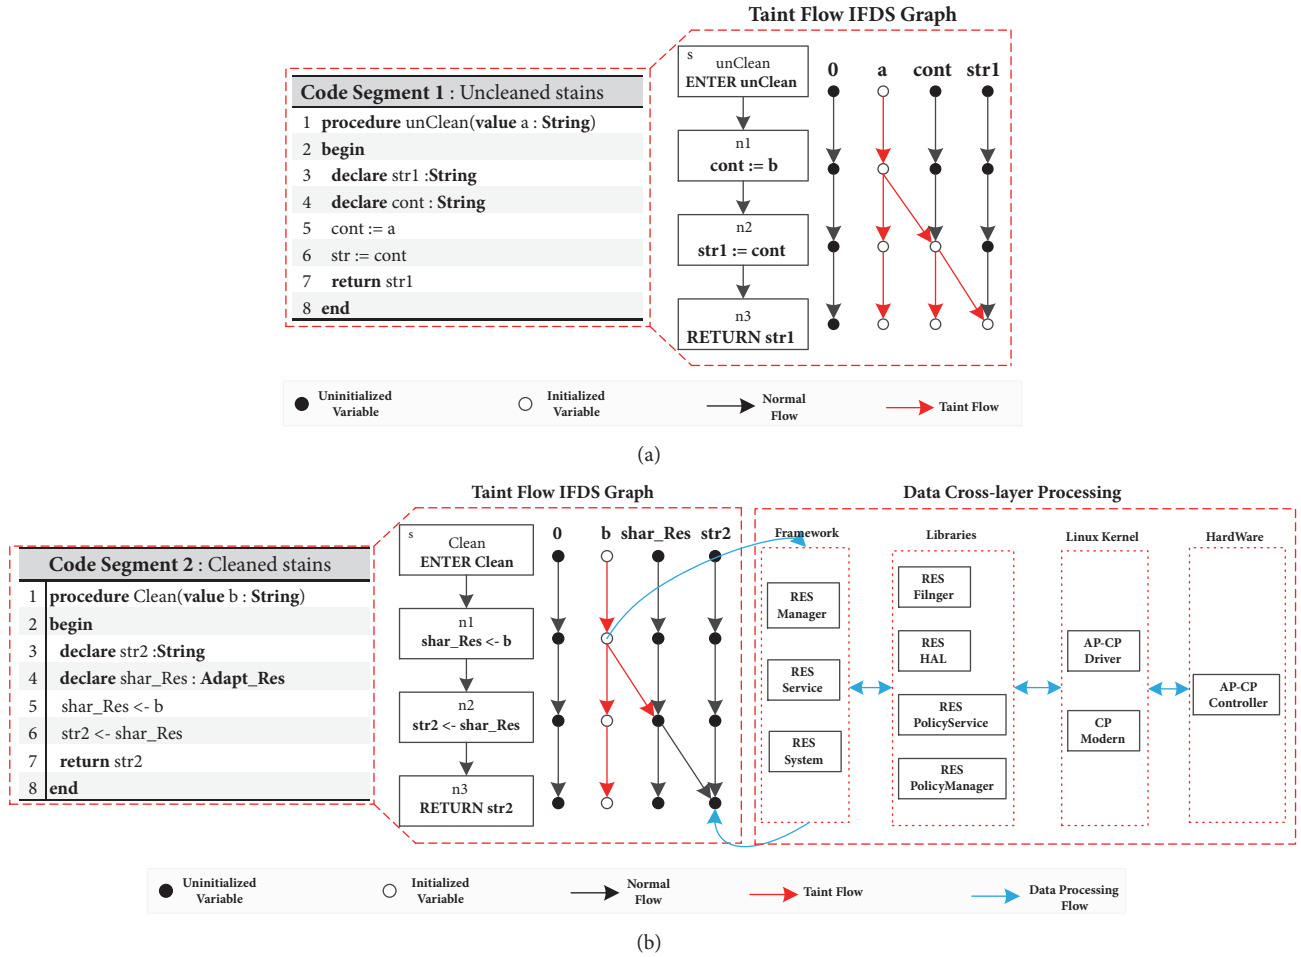 Taint Flow IFDS Graph
Code Segment 1 : Uncleaned stains
1 procedure unClean(value a : String)
2 begin
3 declare str1 :String
4 declare cont : String
5 cont := a
6 str := cont
7 return str1
8 end
s
unClean
ENTER unClean
n1
cont := b
n2
str1 := cont
n3
RETURN str1
0 a cont str1
Uninitialized
Variable
Initialized
Variable
Normal
Flow
Taint Flow
(a)
Taint Flow IFDS Graph
Data Cross-layer Processing
Code Segment 2 : Cleaned stains
1 procedure Clean(value b : String)
2 begin
3 declare str2 :String
4 declare shar_Res : Adapt_Res
5 shar_Res <- b
6 str2 <- shar_Res
7 return str2
8 end
s
Clean
ENTER Clean
n1
shar_Res <- b
n2
str2 <- shar_Res
n3
RETURN str2
0 b shar_Res str2
Framework
RES
Manager
RES
Service
RES
System
Libraries
RES
Filnger
RES
HAL
RES
PolicyService
RES
PolicyManager
Linux Kernel
AP-CP
Driver
CP
Modern
HardWare
AP-CP
Controller
Uninitialized
Variable
Initialized
Variable
Normal
Flow
Taint Flow
Data Processing
Flow
(b)